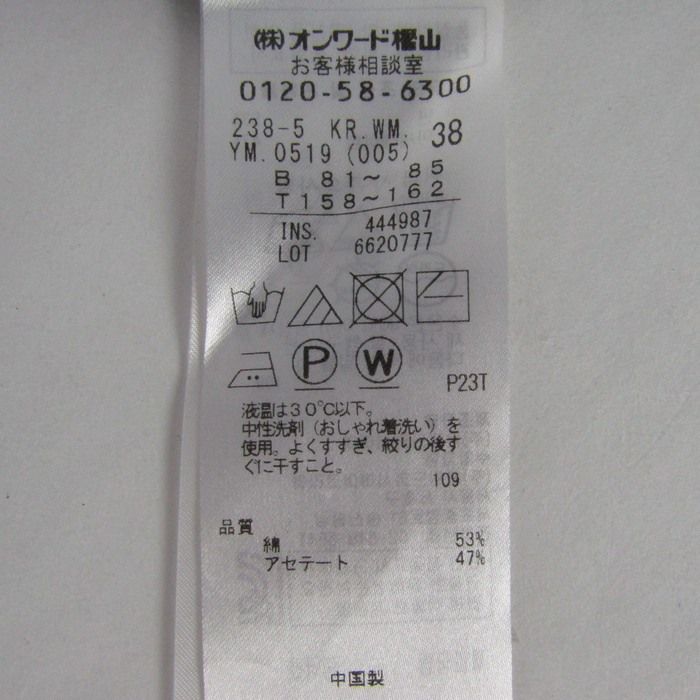 (株)オンワード樫山
お客様相談室
0120-58-6300
238-5 KR.WM. 38
YM.0519 (005)
B 81～ 85
T158～162
INS. 444987
LOT 6620777
P W P23T
液温は30℃以下。
中性洗剤（おしゃれ着洗い）を
使用。よくすすぎ、絞りの後す
ぐに干すこと。
109
品質
綿 53%
アセテート 47%
中国製